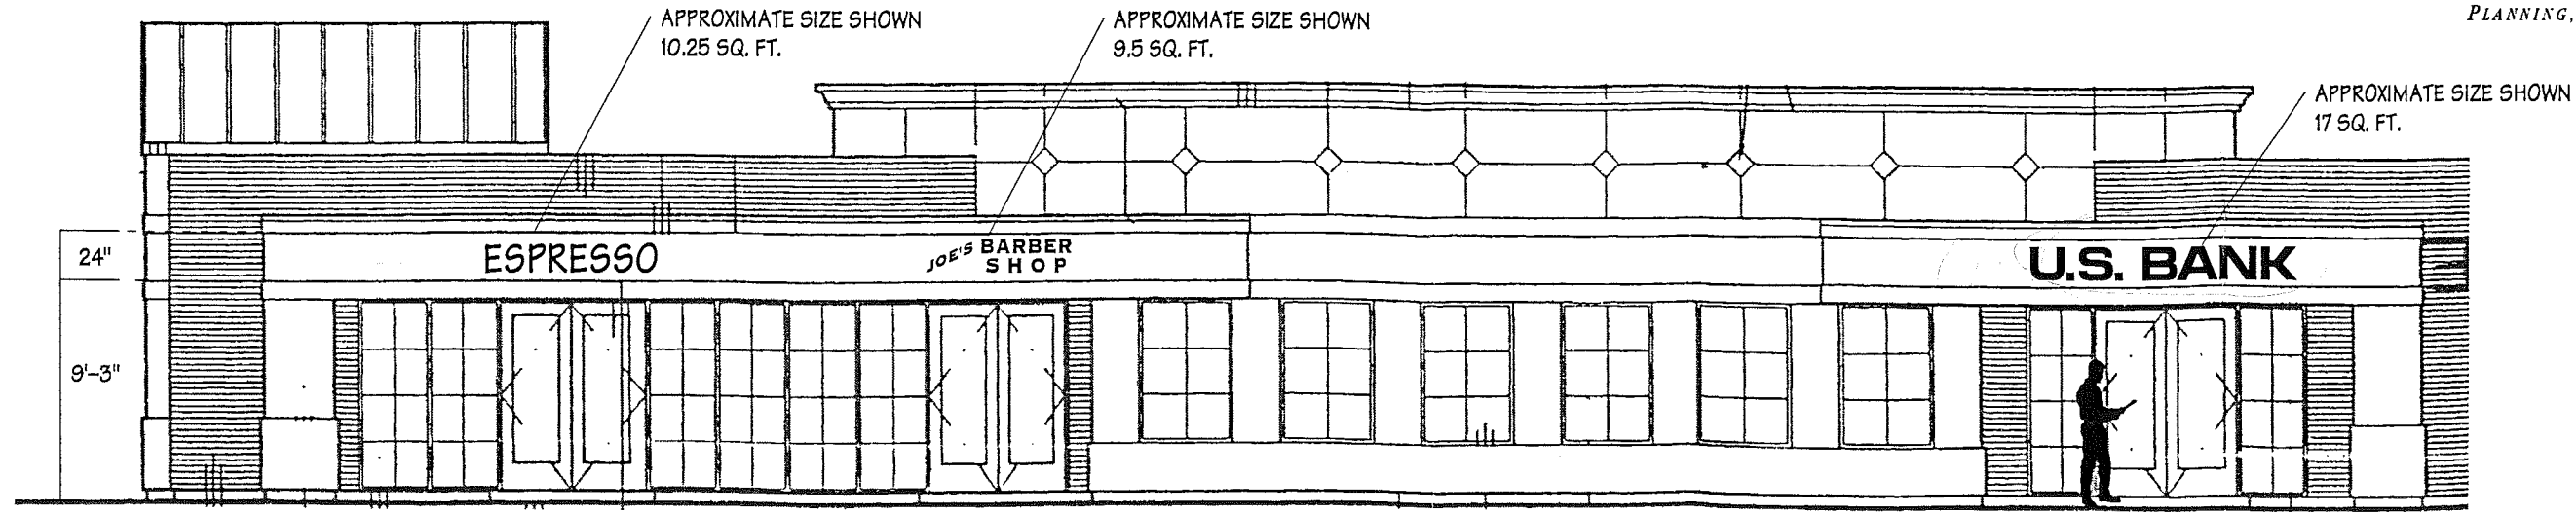 PLANNING,
APPROXIMATE SIZE SHOWN
10.25 SQ. FT.
APPROXIMATE SIZE SHOWN
9.5 SQ. FT.
APPROXIMATE SIZE SHOWN
17 SQ. FT.
24"
ESPRESSO
JOE'S BARBER
SHOP
U.S. BANK
9'-3"